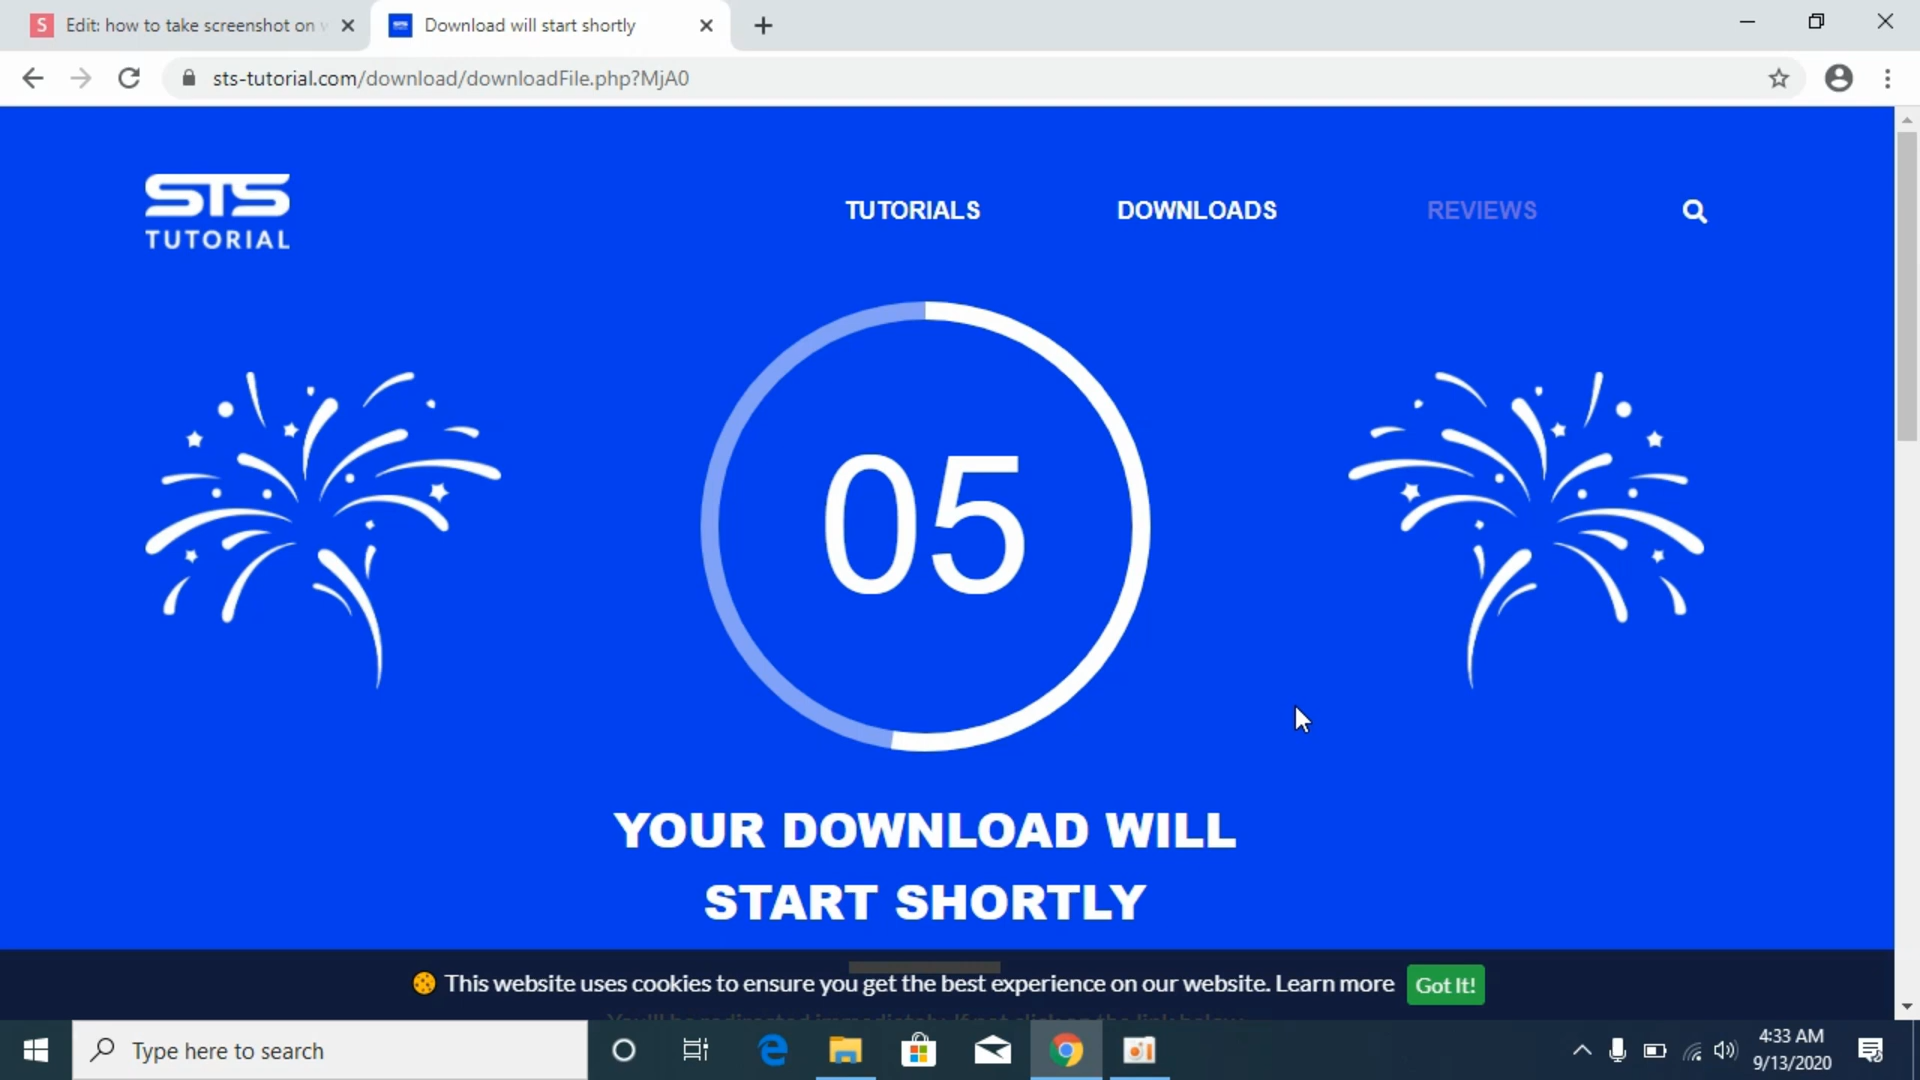 Edit: how to take screenshot on
Download will start shortly
sts-tutorial.com/download/downloadFile.php?MjA0
STS
TUTORIAL
TUTORIALS
DOWNLOADS
REVIEWS
05
YOUR DOWNLOAD WILL
START SHORTLY
This website uses cookies to ensure you get the best experience on our website. Learn more
Got It!
Type here to search
4:33 AM
9/13/2020